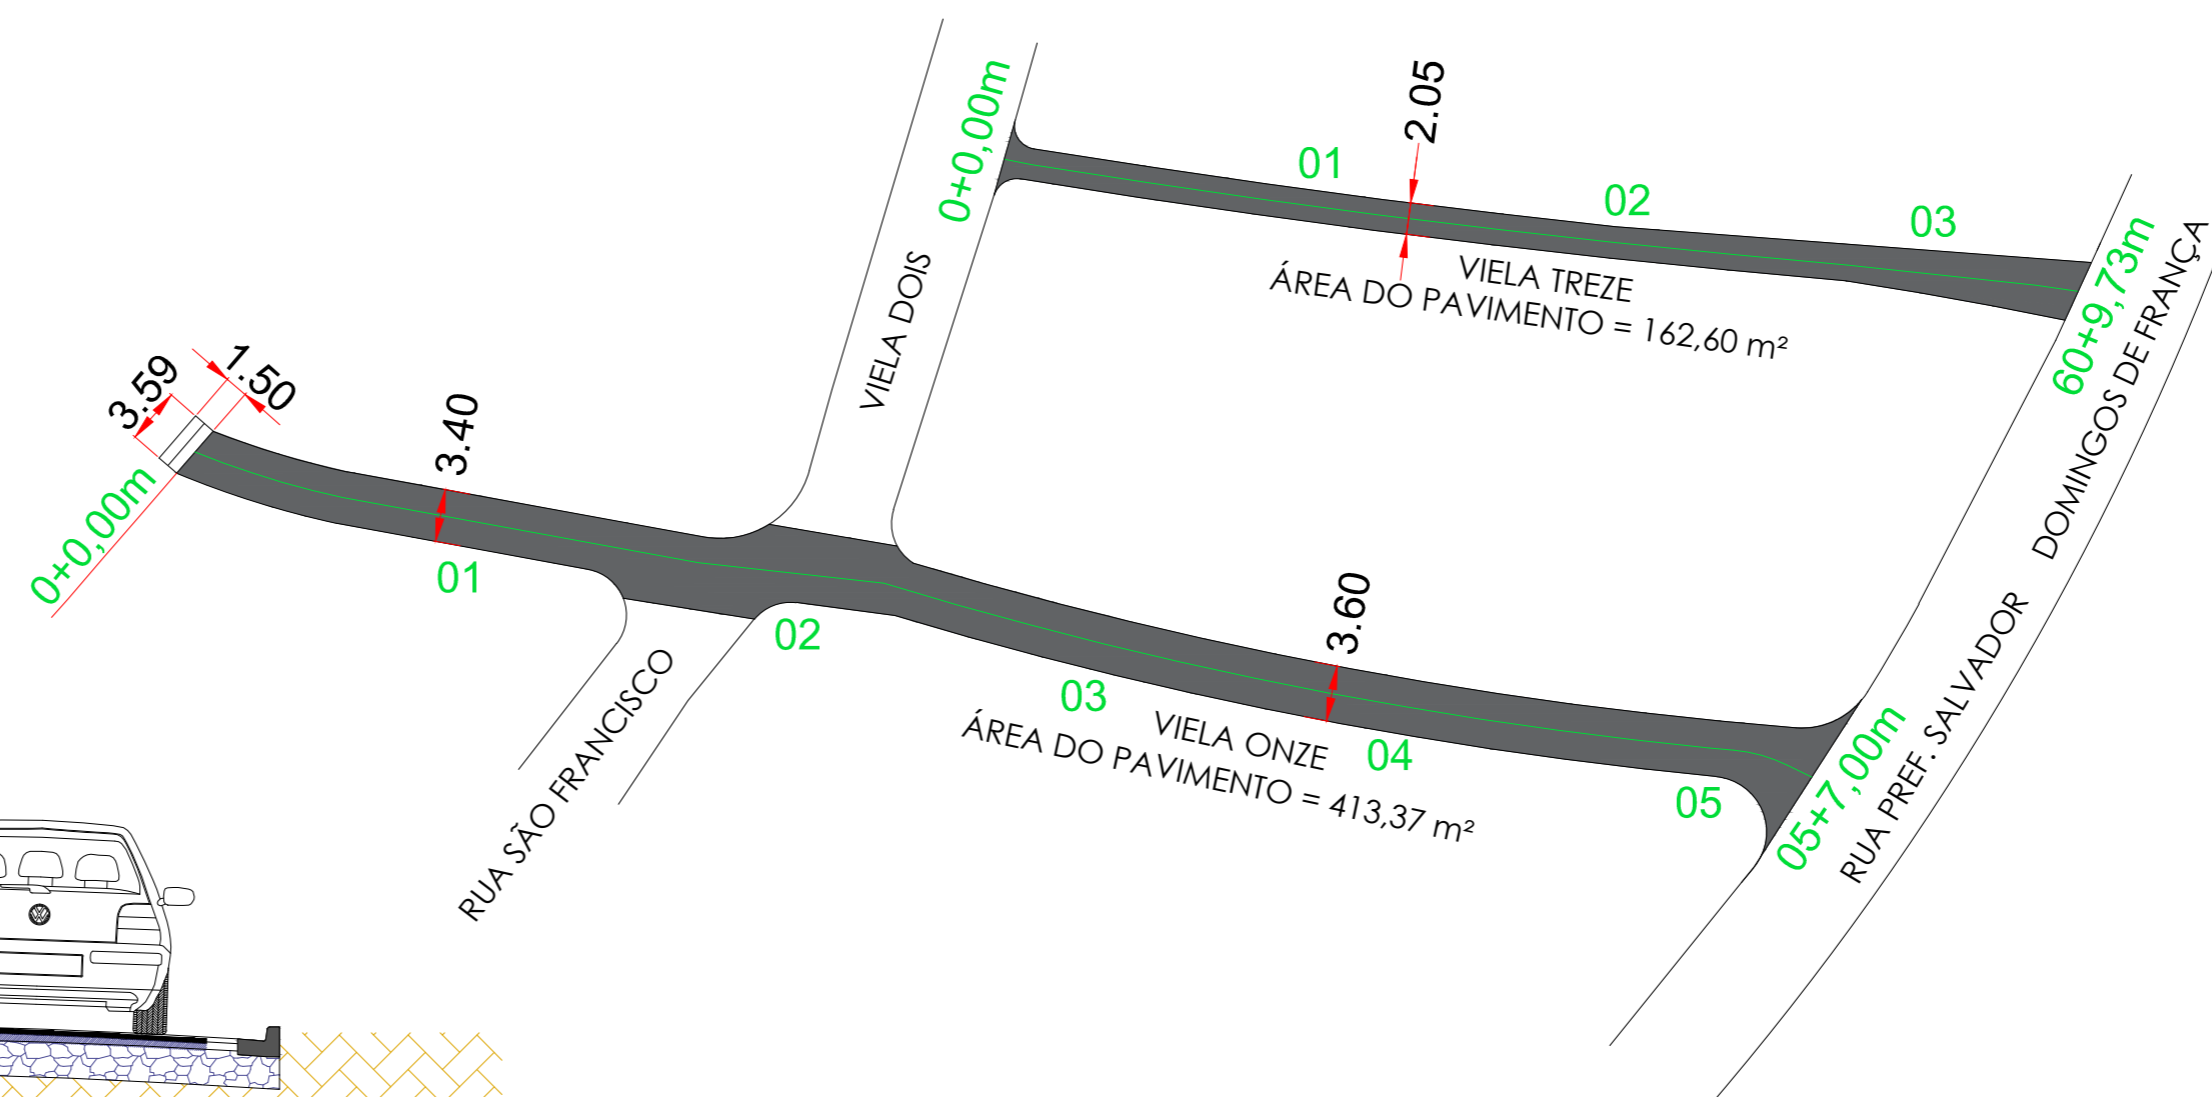 0+0,00m
01
2.05
02
03
60+9,73m
VIELA TREZE
ÁREA DO PAVIMENTO = 162,60 m²
VIELA DOIS
DOMINGOS DE FRANÇA
RUA PREF. SALVADOR
3.59
1.50
3.40
0+0,00m
01
02
3.60
03
VIELA ONZE
04
ÁREA DO PAVIMENTO = 413,37 m²
05
05+7,00m
RUA SÃO FRANCISCO